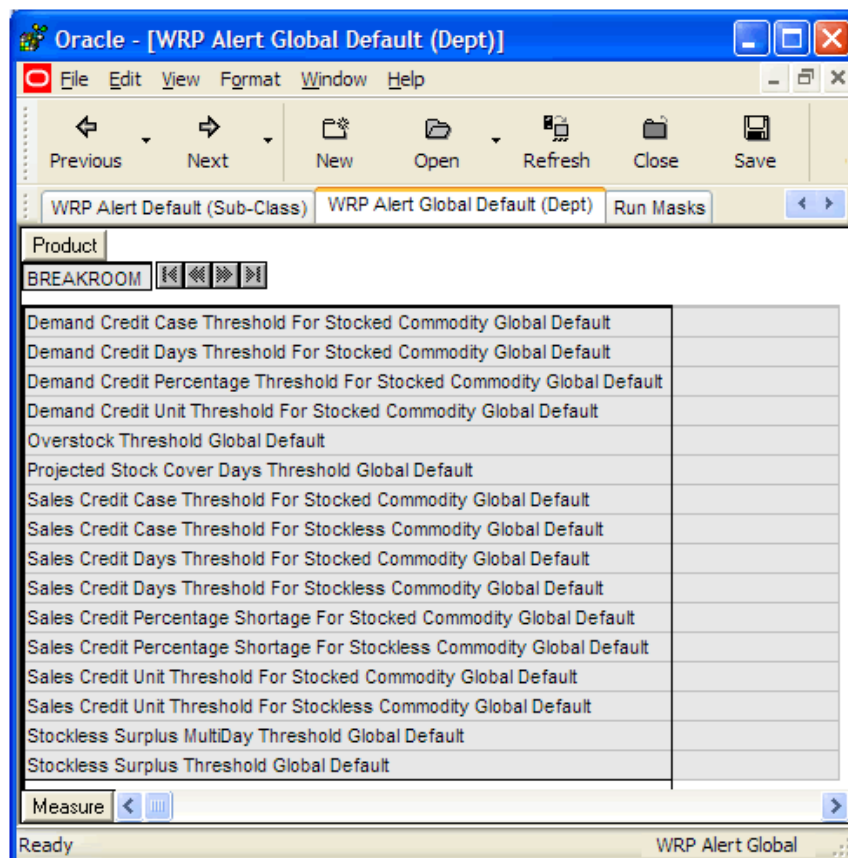 Oracle - [WRP Alert Global Default (Dept)]
File Edit View Format Window Help
Previous Next New Open Refresh Close Save
WRP Alert Default (Sub-Class) WRP Alert Global Default (Dept) Run Masks
Product
BREAKROOM
Demand Credit Case Threshold For Stocked Commodity Global Default
Demand Credit Days Threshold For Stocked Commodity Global Default
Demand Credit Percentage Threshold For Stocked Commodity Global Default
Demand Credit Unit Threshold For Stocked Commodity Global Default
Overstock Threshold Global Default
Projected Stock Cover Days Threshold Global Default
Sales Credit Case Threshold For Stocked Commodity Global Default
Sales Credit Case Threshold For Stockless Commodity Global Default
Sales Credit Days Threshold For Stocked Commodity Global Default
Sales Credit Days Threshold For Stockless Commodity Global Default
Sales Credit Percentage Shortage For Stocked Commodity Global Default
Sales Credit Percentage Shortage For Stockless Commodity Global Default
Sales Credit Unit Threshold For Stocked Commodity Global Default
Sales Credit Unit Threshold For Stockless Commodity Global Default
Stockless Surplus MultiDay Threshold Global Default
Stockless Surplus Threshold Global Default
Measure
Ready WRP Alert Global